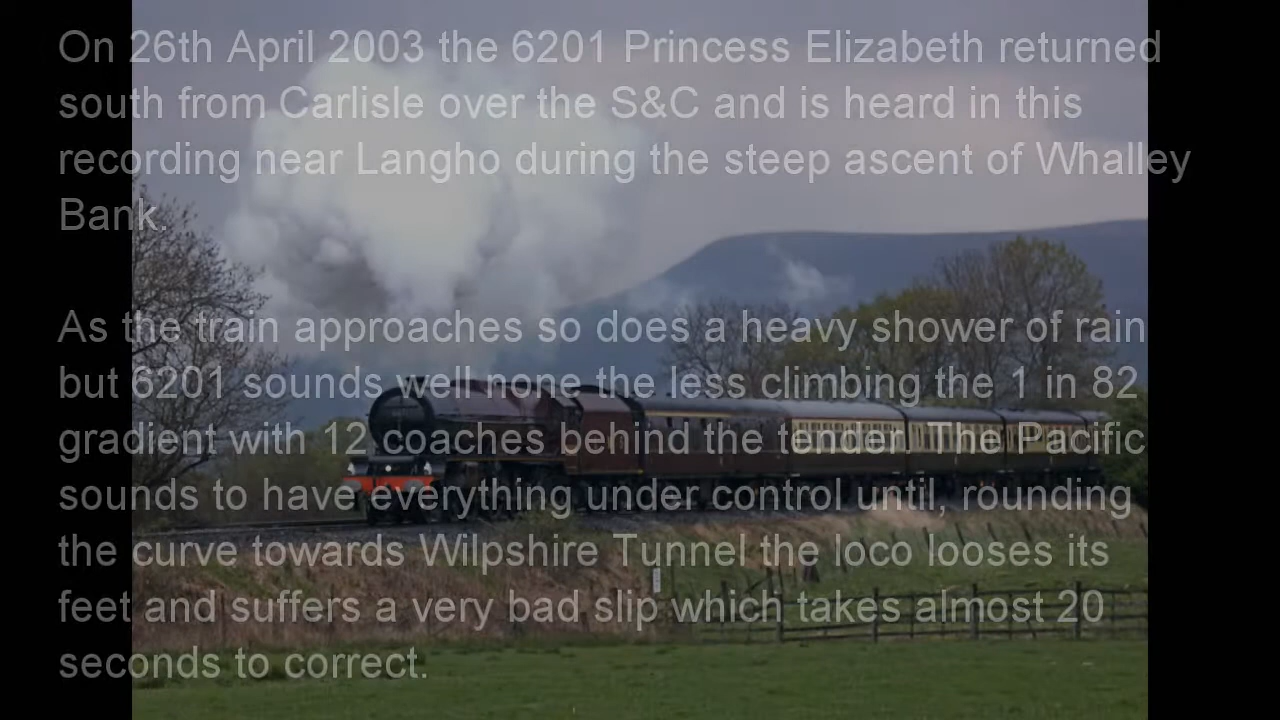 On 26th April 2003 the 6201 Princess Elizabeth returned
south from Carlisle over the S&C and is heard in this
recording near Langho during the steep ascent of Whalley
Bank.
As the train approaches so does a heavy shower of rain
but 6201 sounds well none the less climbing the 1 in 82
gradient with 12 coaches behind the tender. The Pacific
sounds to have everything under control until, rounding
the curve towards Wilpshire Tunnel the loco looses its
feet and suffers a very bad slip which takes almost 20
seconds to correct.